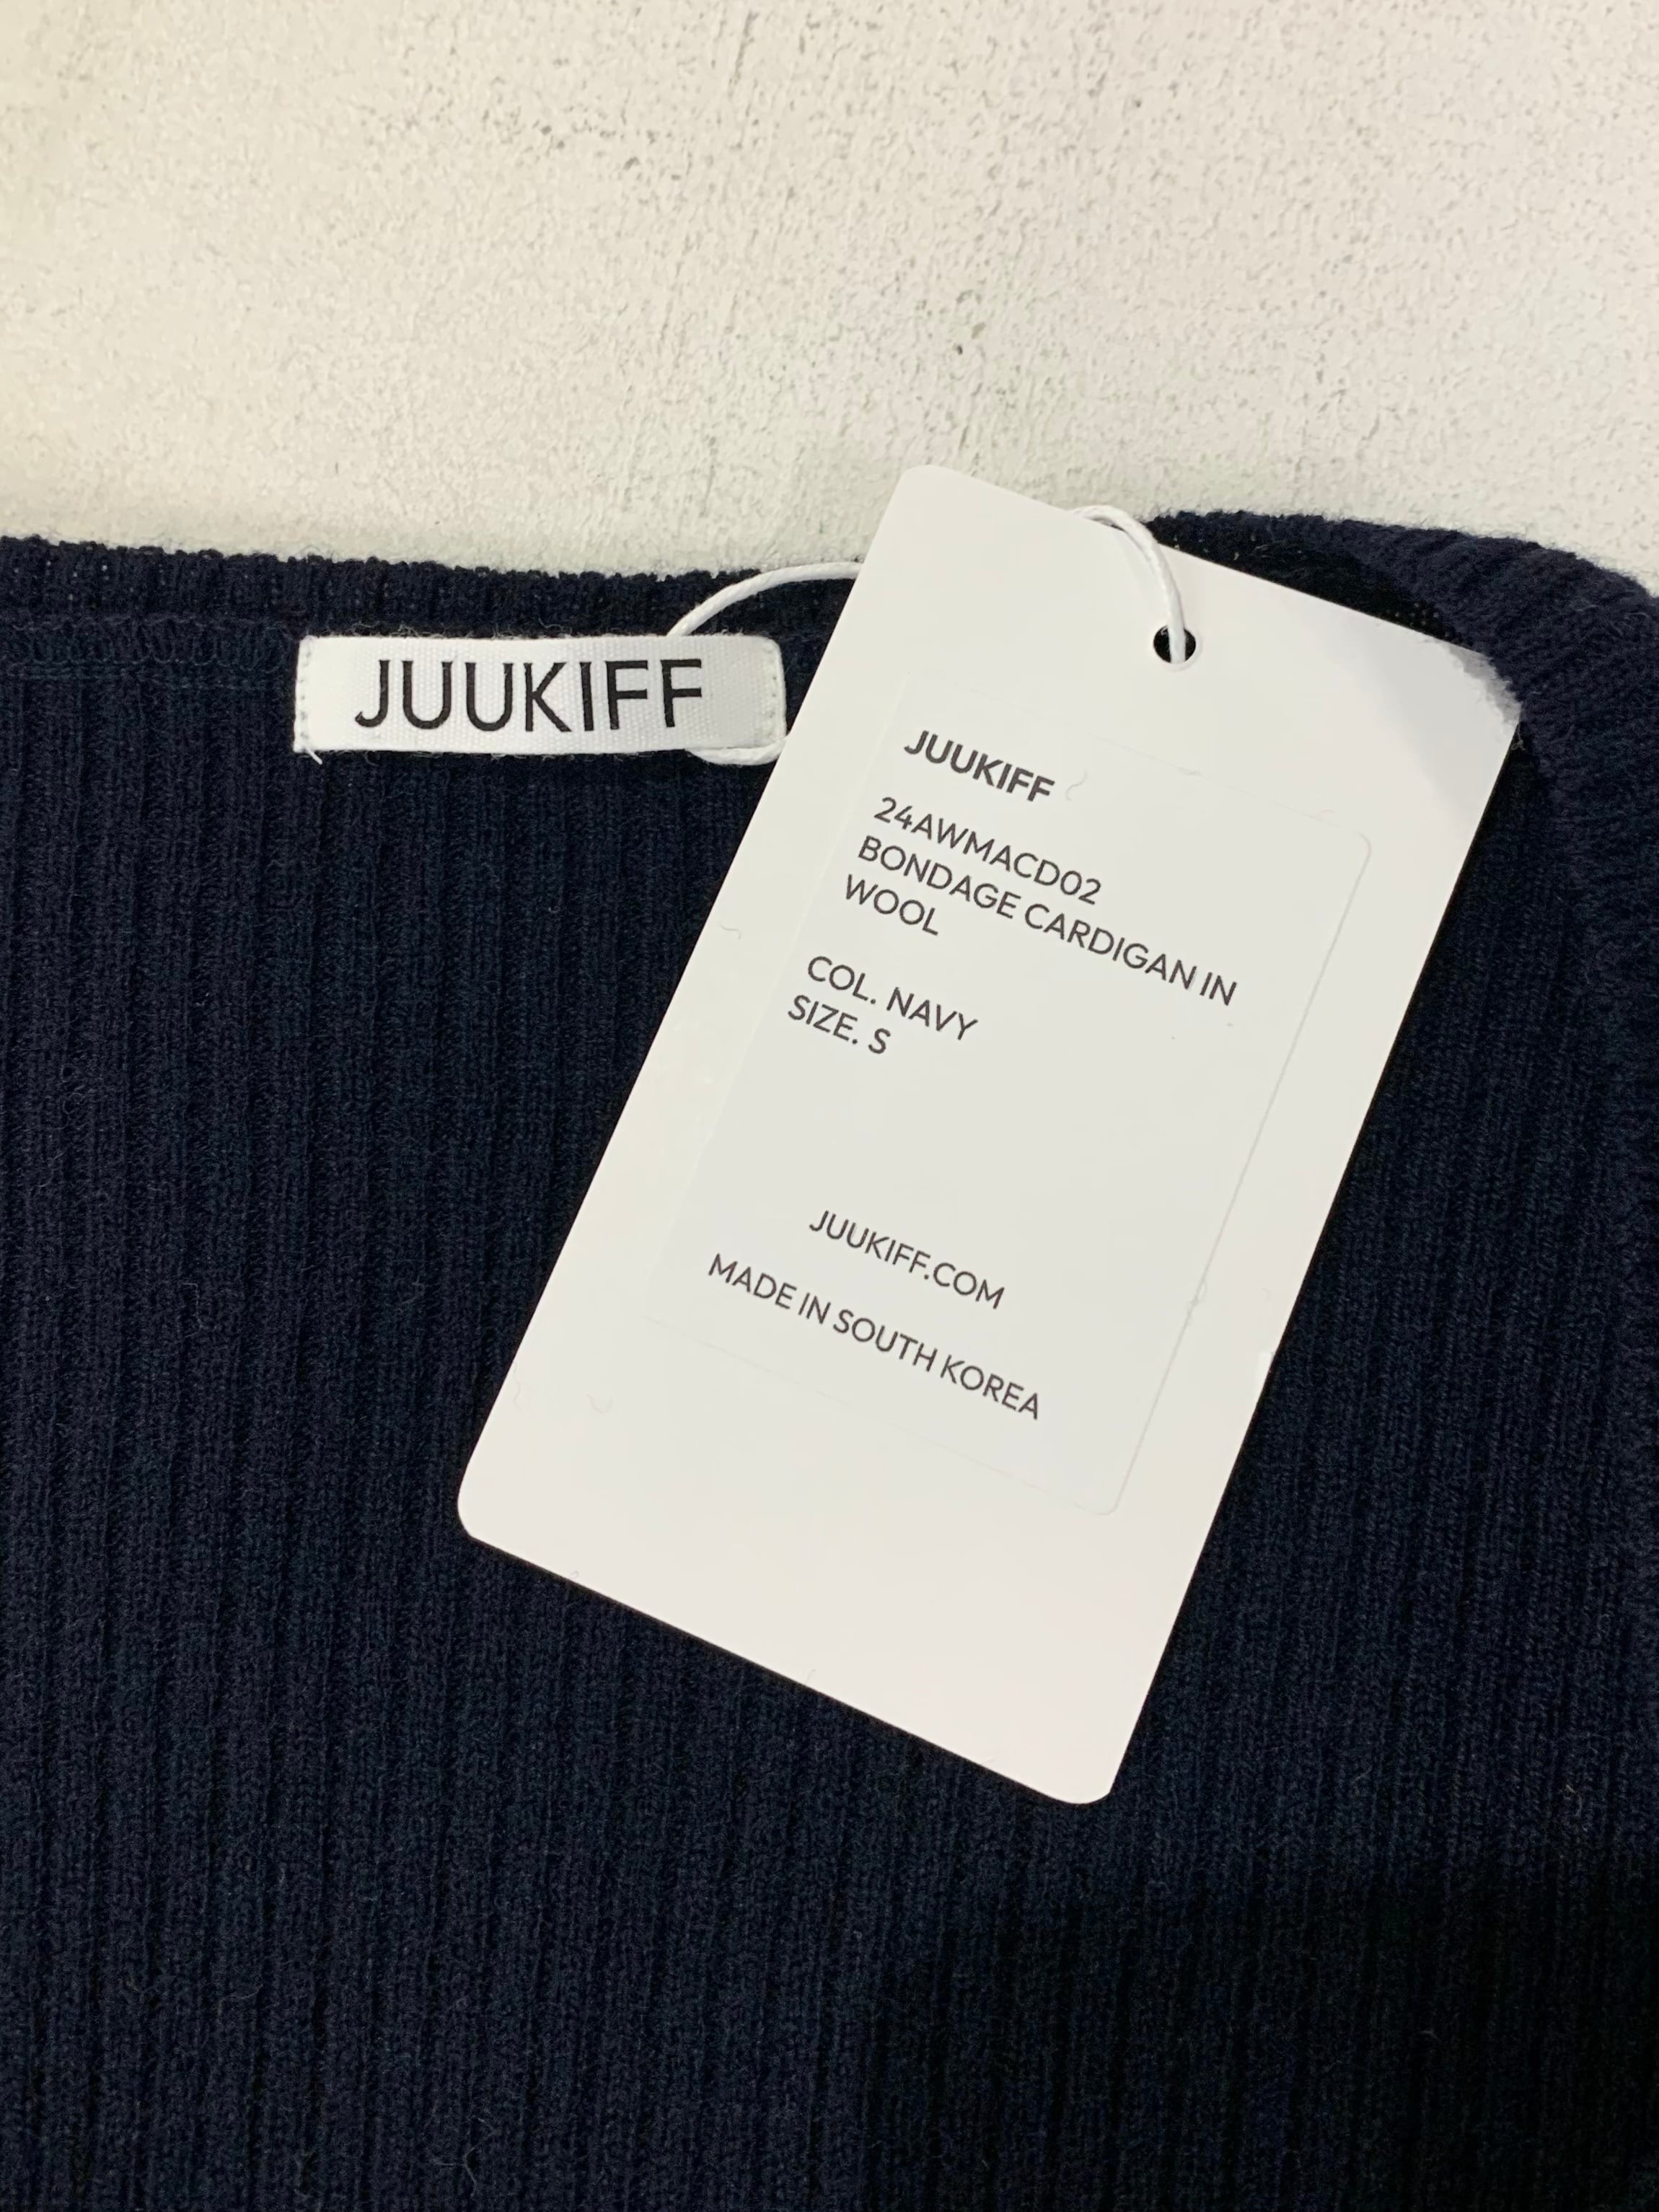 JUUKIFF
JUUKIFF
24AWMACD02
BONDAGE CARDIGAN IN
WOOL
COL. NAVY
SIZE. S
JUUKIFF.COM
MADE IN SOUTH KOREA